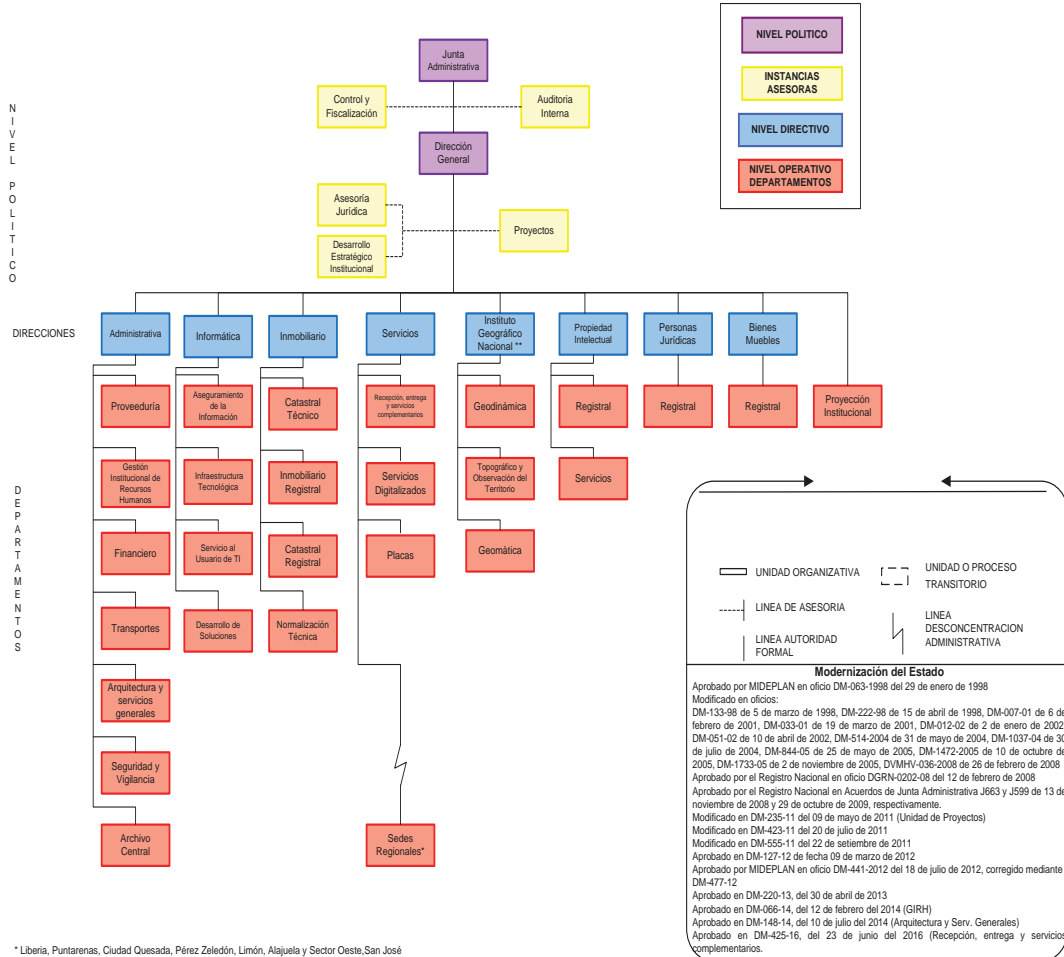 NIVEL POLITICO
INSTANCIAS
ASESORAS
NIVEL DIRECTIVO
NIVEL OPERATIVO
DEPARTAMENTOS
NIVEL POLITICO
Junta
Administrativa
Control y
Fiscalización
Auditoria
Interna
Dirección
General
Asesoría
Jurídica
Desarrollo
Estratégico
Institucional
Proyectos
DIRECCIONES
Administrativa
Informática
Inmobiliario
Servicios
Instituto
Geográfico
Nacional **
Propiedad
Intelectual
Personas
Jurídicas
Bienes
Muebles
DEPARTAMENTOS
Proveeduría
Aseguramiento
de la
Información
Catastral
Técnico
Recepción, entrega
y servicios
complementarios
Geodinámica
Registral
Registral
Registral
Proyección
Institucional
Gestión
Institucional de
Recursos
Humanos
Infraestructura
Tecnológica
Inmobiliario
Registral
Servicios
Digitalizados
Topográfico y
Observación del
Territorio
Servicios
Financiero
Servicio al
Usuario de TI
Catastral
Registral
Placas
Geomática
Transportes
Desarrollo de
Soluciones
Normalización
Técnica
Arquitectura y
servicios
generales
Seguridad y
Vigilancia
Archivo
Central
Sedes
Regionales*
UNIDAD ORGANIZATIVA
UNIDAD O PROCESO
TRANSITORIO
LINEA DE ASESORIA
LINEA AUTORIDAD
FORMAL
LINEA
DESCONCENTRACION
ADMINISTRATIVA
Modernización del Estado
Aprobado por MIDEPLAN en oficio DM-063-1998 del 29 de enero de 1998
Modificado en oficios:
DM-133-98 de 5 de marzo de 1998, DM-222-98 de 15 de abril de 1998, DM-007-01 de 6 de
febrero de 2001, DM-033-01 de 19 de marzo de 2001, DM-012-02 de 2 de enero de 2002,
DM-051-02 de 10 de abril de 2002, DM-514-2004 de 31 de mayo de 2004, DM-1037-04 de 30
de julio de 2004, DM-844-05 de 25 de mayo de 2005, DM-1472-2005 de 10 de octubre de
2005, DM-1733-05 de 2 de noviembre de 2005, DVMHV-036-2008 de 26 de febrero de 2008
Aprobado por el Registro Nacional en oficio DGRN-0202-08 del 12 de febrero de 2008
Aprobado por el Registro Nacional en Acuerdos de Junta Administrativa J663 y J599 de 13 de
noviembre de 2008 y 29 de octubre de 2009, respectivamente.
Modificado en DM-235-11 del 09 de mayo de 2011 (Unidad de Proyectos)
Modificado en DM-423-11 del 20 de julio de 2011
Modificado en DM-555-11 del 22 de setiembre de 2011
Aprobado en DM-127-12 de fecha 09 de marzo de 2012
Aprobado por MIDEPLAN en oficio DM-441-2012 del 18 de julio de 2012, corregido mediante
DM-477-12
Aprobado en DM-220-13, del 30 de abril de 2013
Aprobado en DM-066-14, del 12 de febrero del 2014 (GIRH)
Aprobado en DM-148-14, del 10 de julio del 2014 (Arquitectura y Serv. Generales)
Aprobado en DM-425-16, del 23 de junio del 2016 (Recepción, entrega y servicios
complementarios.
* Liberia, Puntarenas, Ciudad Quesada, Pérez Zeledón, Limón, Alajuela y Sector Oeste,San José